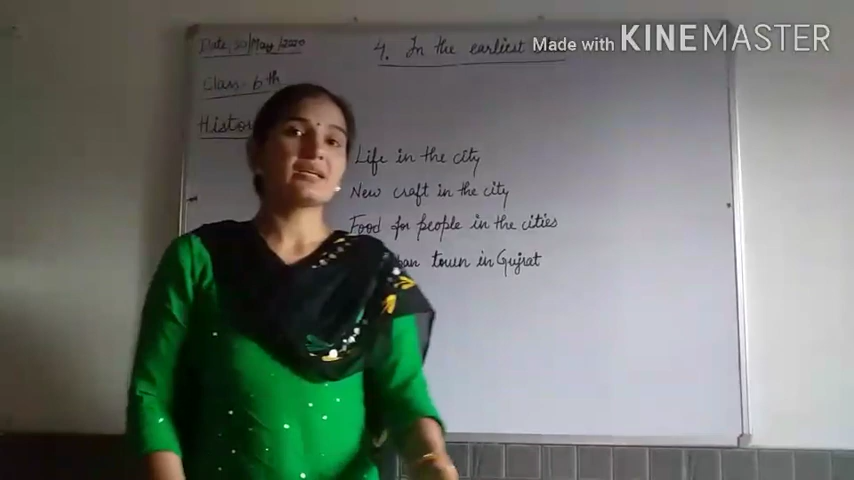 Date, 30/May/2020
4. In the earliest
Made with KINEMASTER
Class - 6th
Life in the city
New craft in the city
Food for people in the cities
town in Gujrat